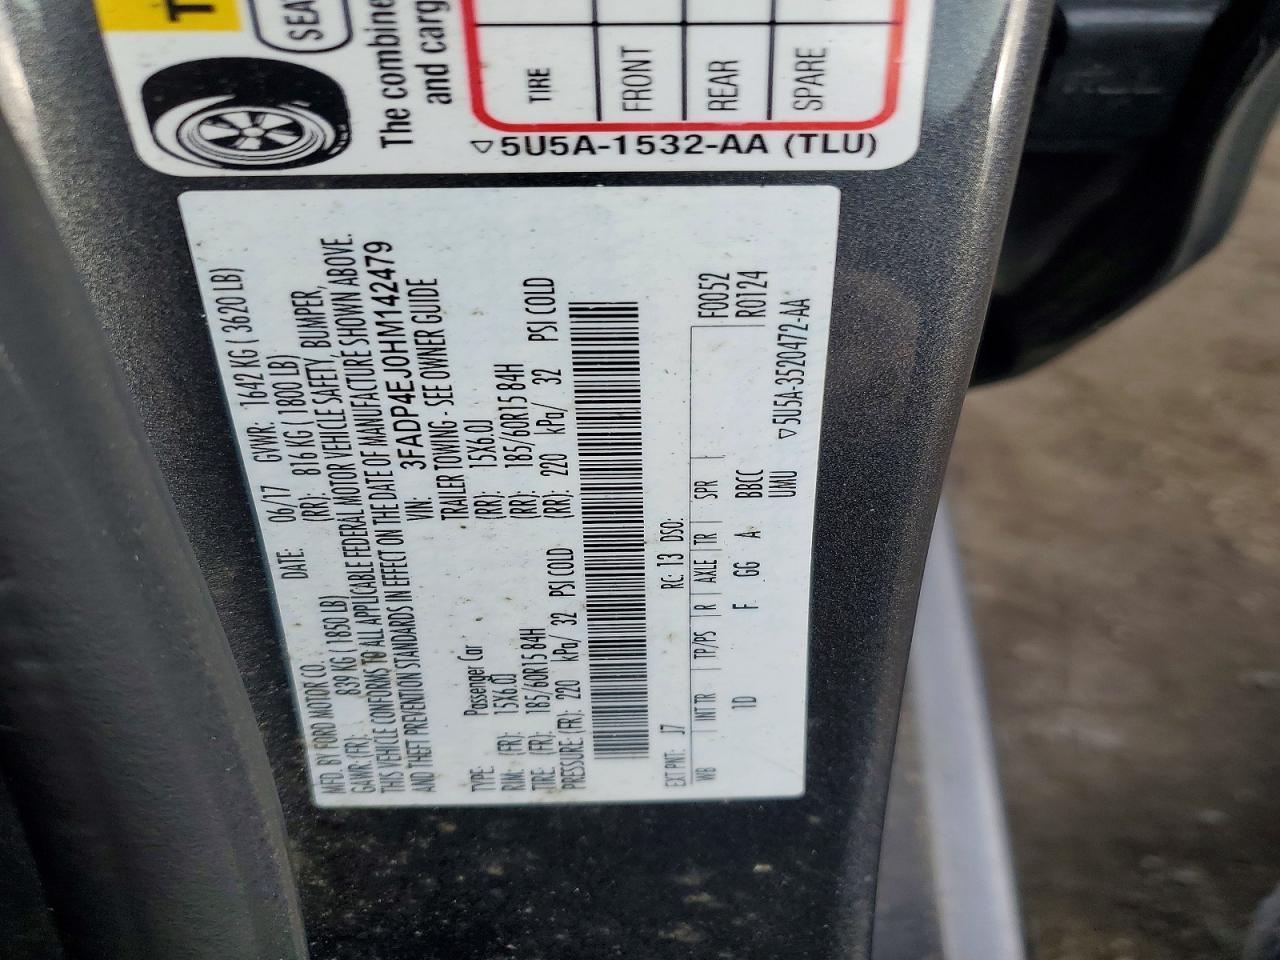 T
SEA
The combine
and carg
TIRE
FRONT
REAR
SPARE
5U5A-1532-AA (TLU)
MFD. BY FORD MOTOR CO.
DATE: 06/17 GVWR: 1642 KG ( 3620 LB)
GAWR: (FR): 839 KG ( 1850 LB) (RR): 816 KG ( 1800 LB)
THIS VEHICLE CONFORMS TO ALL APPLICABLE FEDERAL MOTOR VEHICLE SAFETY, BUMPER,
AND THEFT PREVENTION STANDARDS IN EFFECT ON THE DATE OF MANUFACTURE SHOWN ABOVE.
VIN: 3FADP4EJ0HM142479
TYPE: Passenger Car TRAILER TOWING - SEE OWNER GUIDE
RIM: (FR): 15X6.0J (RR): 15X6.0J
TIRE: (FR): 185/60R15 84H (RR): 185/60R15 84H
PRESSURE (FR): 220 kPa/ 32 PSI COLD (RR): 220 kPa/ 32 PSI COLD
EXT PNT: J7 RC: 13 DSO: F0052
WB INT TR TP/PS R AXLE TR SPR R0124
1D F GG A BBCC
UMU 5U5A-3520472-AA